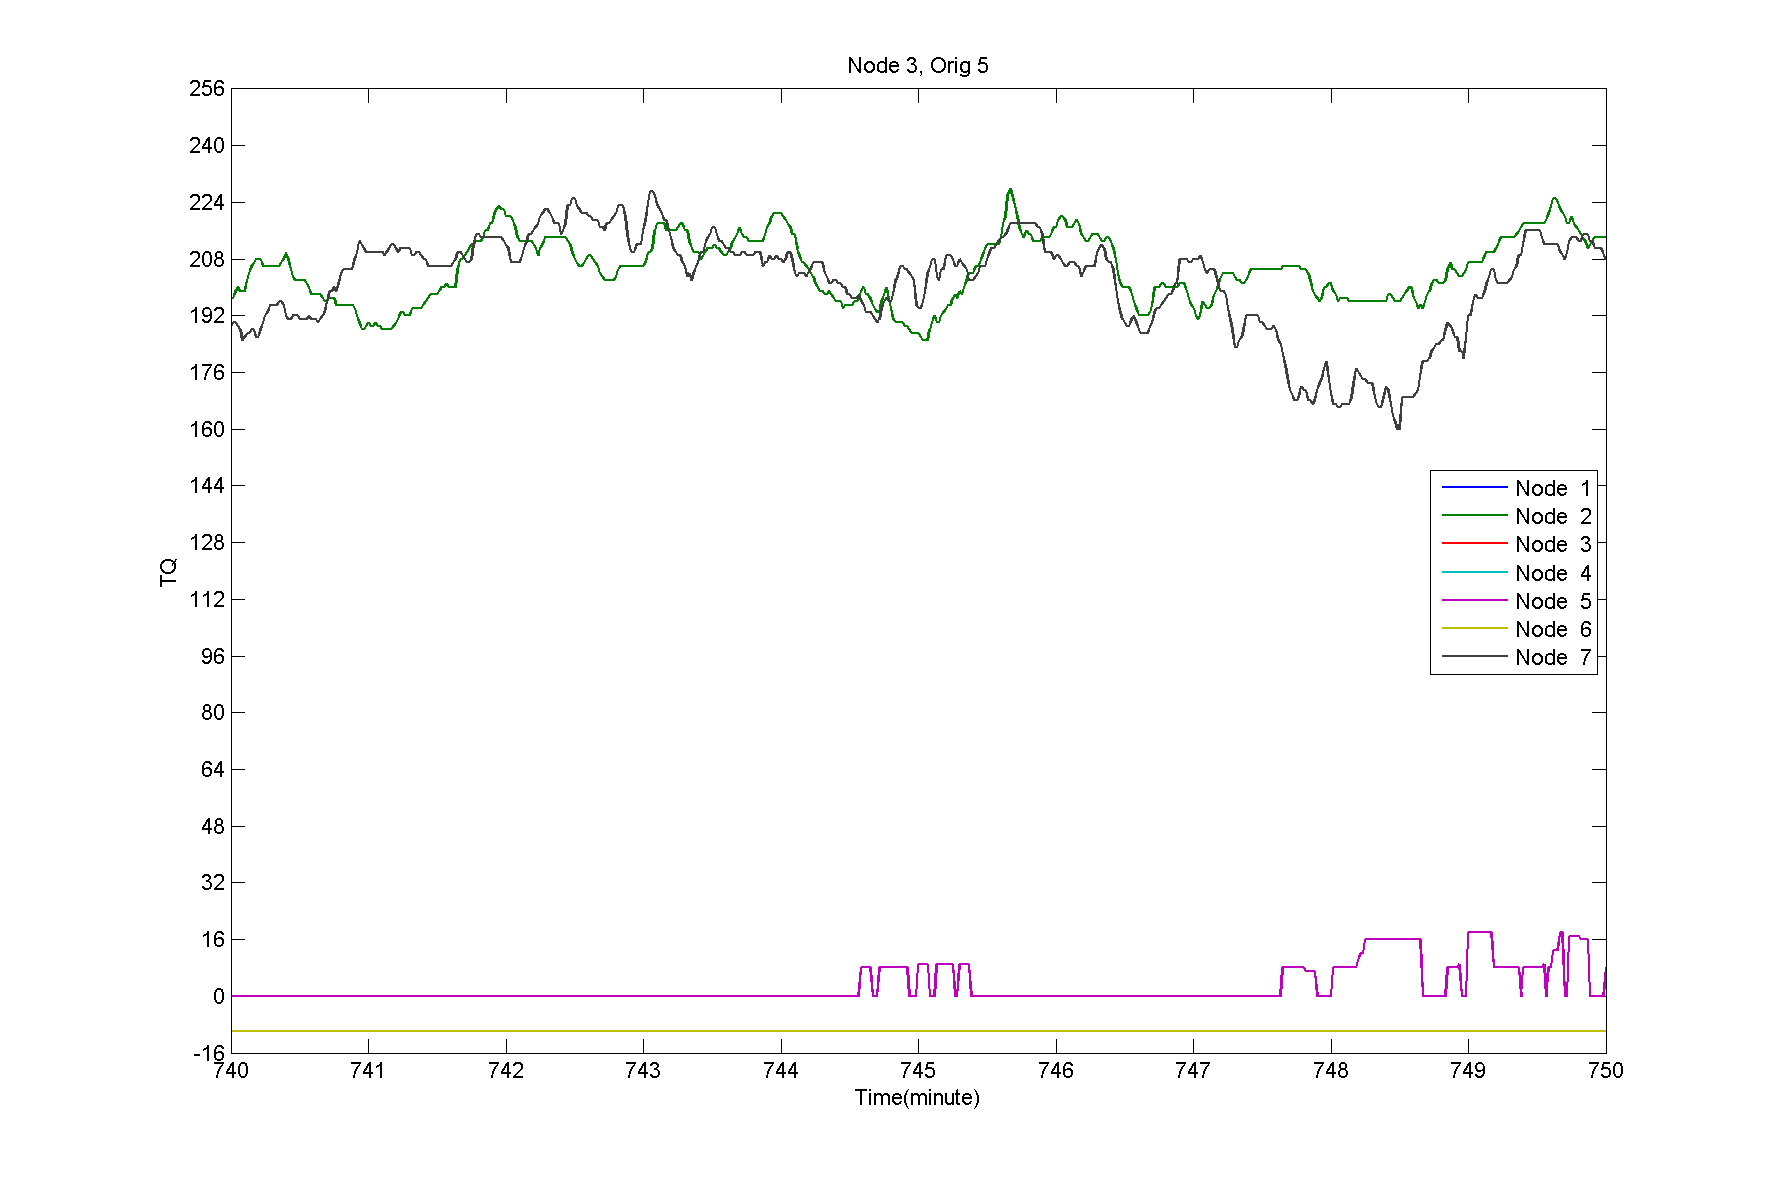 Node 3, Orig 5
256
240
224
208
192
176
160
144
128
112
96
80
64
48
32
16
0
-16
TQ
Node 1
Node 2
Node 3
Node 4
Node 5
Node 6
Node 7
740 741 742 743 744 745 746 747 748 749 750
Time(minute)